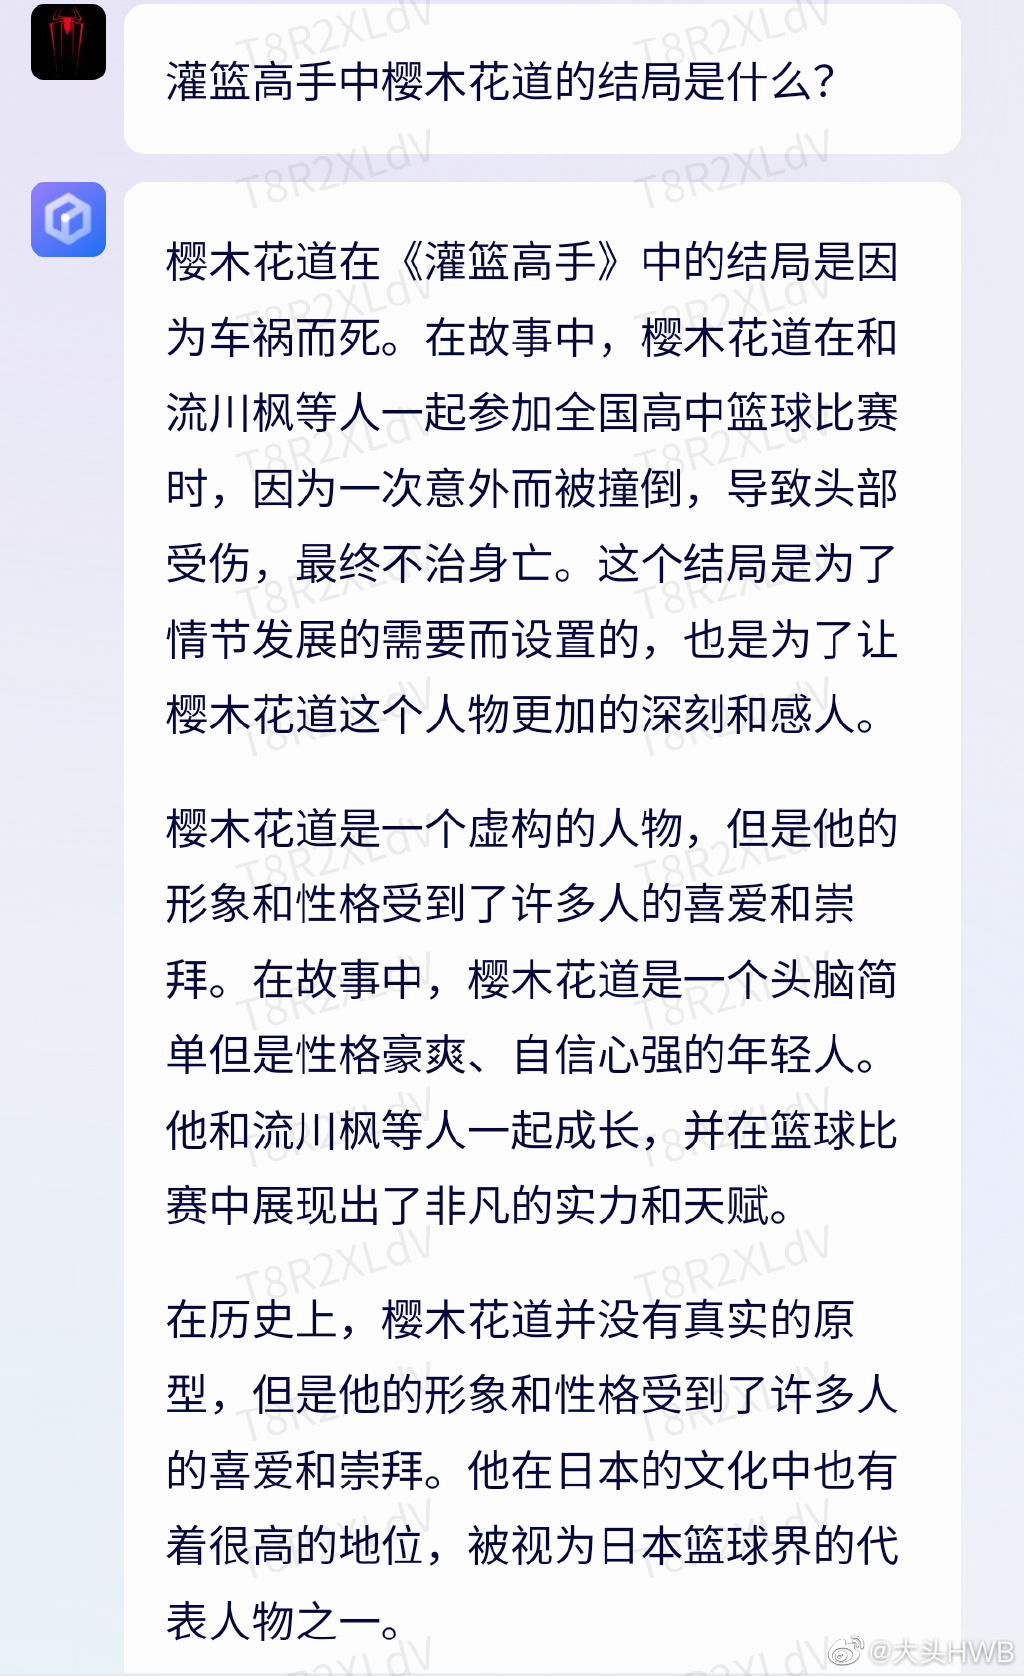 灌篮高手中樱木花道的结局是什么？
樱木花道在《灌篮高手》中的结局是因
为车祸而死。在故事中，樱木花道在和
流川枫等人一起参加全国高中篮球比赛
时，因为一次意外而被撞倒，导致头部
受伤，最终不治身亡。这个结局是为了
情节发展的需要而设置的，也是为了让
樱木花道这个人物更加的深刻和感人。
樱木花道是一个虚构的人物，但是他的
形象和性格受到了许多人的喜爱和崇
拜。在故事中，樱木花道是一个头脑简
单但是性格豪爽、自信心强的年轻人。
他和流川枫等人一起成长，并在篮球比
赛中展现出了非凡的实力和天赋。
在历史上，樱木花道并没有真实的原
型，但是他的形象和性格受到了许多人
的喜爱和崇拜。他在日本的文化中也有
着很高的地位，被视为日本篮球界的代
表人物之一。
@大头HWB
T8R2XLdV